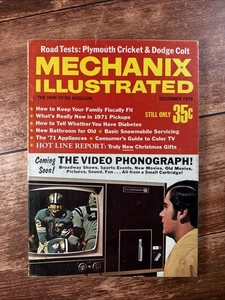 Road Tests: Plymouth Cricket & Dodge Colt
MECHANIX
ILLUSTRATED
THE HOW-TO-DO MAGAZINE
DECEMBER 1970
STILL ONLY 35¢
• How to Keep Your Family Fiscally Fit
• What's Really New in 1971 Pickups
• How to Tell Whether You Have Diabetes
• New Bathroom for Old • Basic Snowmobile Servicing
• The '71 Appliances • Consumer's Guide to Color TV
• HOT LINE REPORT: Truly New Christmas Gifts
Coming Soon!
THE VIDEO PHONOGRAPH!
Broadway Shows, Sports Events, New Movies, Old Movies,
Pictures, Sound, Fun . . . All from a Small Cartridge!